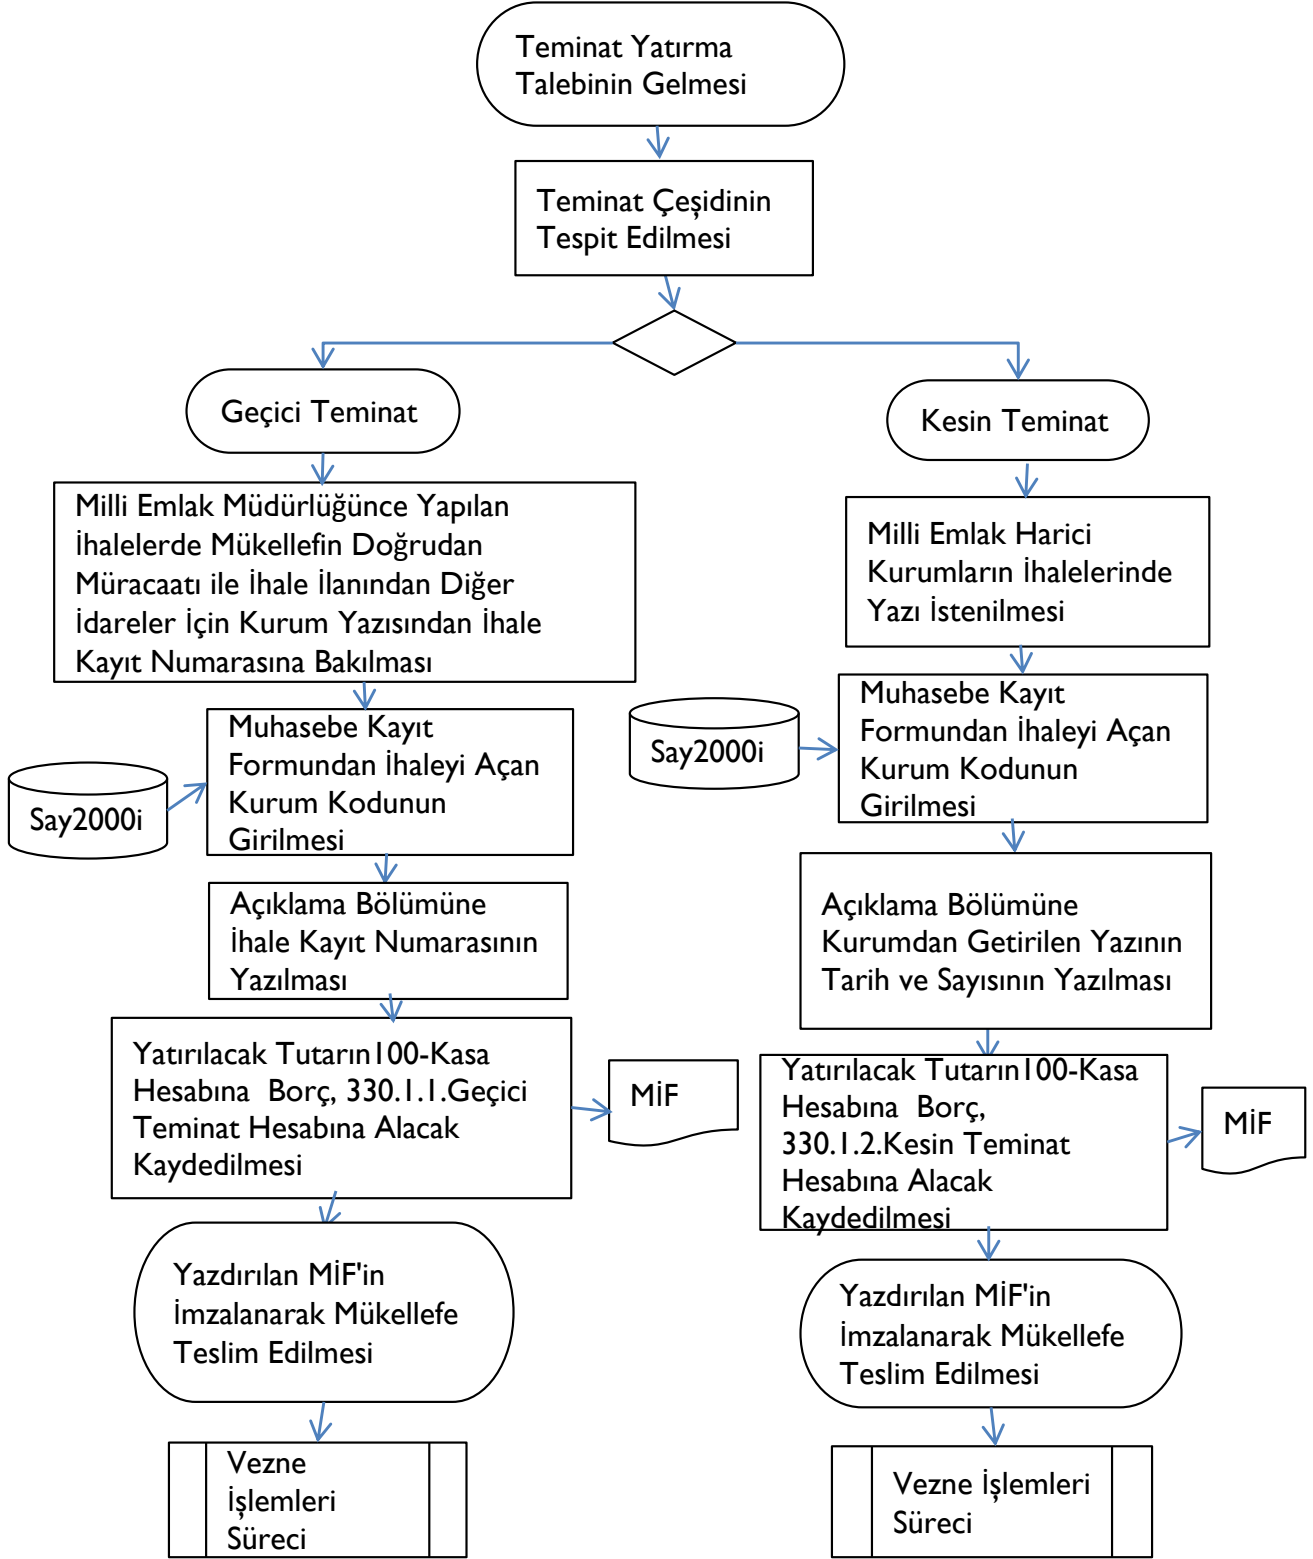 Teminat Yatırma
Talebinin Gelmesi
Teminat Çeşidinin
Tespit Edilmesi
Geçici Teminat
Milli Emlak Müdürlüğünce Yapılan
İhalelerde Mükellefin Doğrudan
Müracaatı ile İhale İlanından Diğer
İdareler İçin Kurum Yazısından İhale
Kayıt Numarasına Bakılması
Say2000i
Muhasebe Kayıt
Formundan İhaleyi Açan
Kurum Kodunun
Girilmesi
Açıklama Bölümüne
İhale Kayıt Numarasının
Yazılması
Yatırılacak Tutarın100-Kasa
Hesabına Borç, 330.1.1.Geçici
Teminat Hesabına Alacak
Kaydedilmesi
MİF
Yazdırılan MİF'in
İmzalanarak Mükellefe
Teslim Edilmesi
Vezne
İşlemleri
Süreci
Kesin Teminat
Milli Emlak Harici
Kurumların İhalelerinde
Yazı İstenilmesi
Say2000i
Muhasebe Kayıt
Formundan İhaleyi Açan
Kurum Kodunun
Girilmesi
Açıklama Bölümüne
Kurumdan Getirilen Yazının
Tarih ve Sayısının Yazılması
Yatırılacak Tutarın100-Kasa
Hesabına Borç,
330.1.2.Kesin Teminat
Hesabına Alacak
Kaydedilmesi
MİF
Yazdırılan MİF'in
İmzalanarak Mükellefe
Teslim Edilmesi
Vezne İşlemleri
Süreci